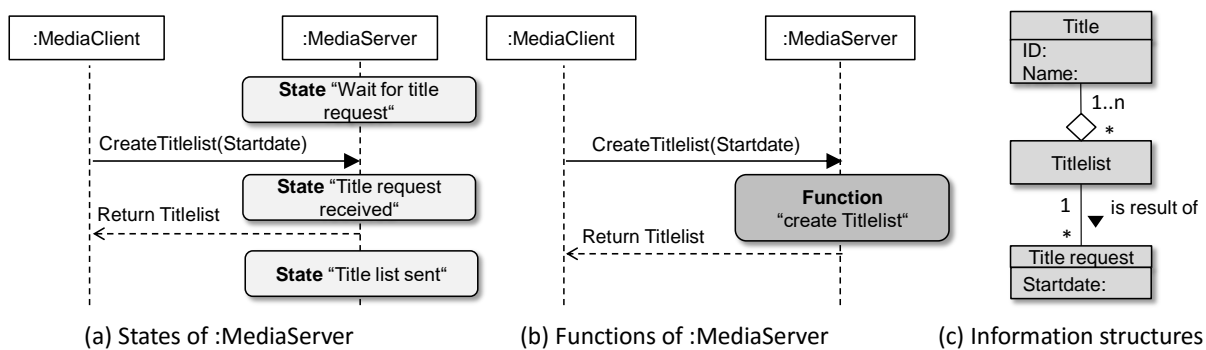 :MediaClient
:MediaServer
State “Wait for title
request“
CreateTitlelist(Startdate)
State “Title request
received“
Return Titlelist
State “Title list sent“
(a) States of :MediaServer
:MediaClient
:MediaServer
CreateTitlelist(Startdate)
Function
“create Titlelist“
Return Titlelist
(b) Functions of :MediaServer
Title
ID:
Name:
1..n
*
Titlelist
1
is result of
*
Title request
Startdate:
(c) Information structures